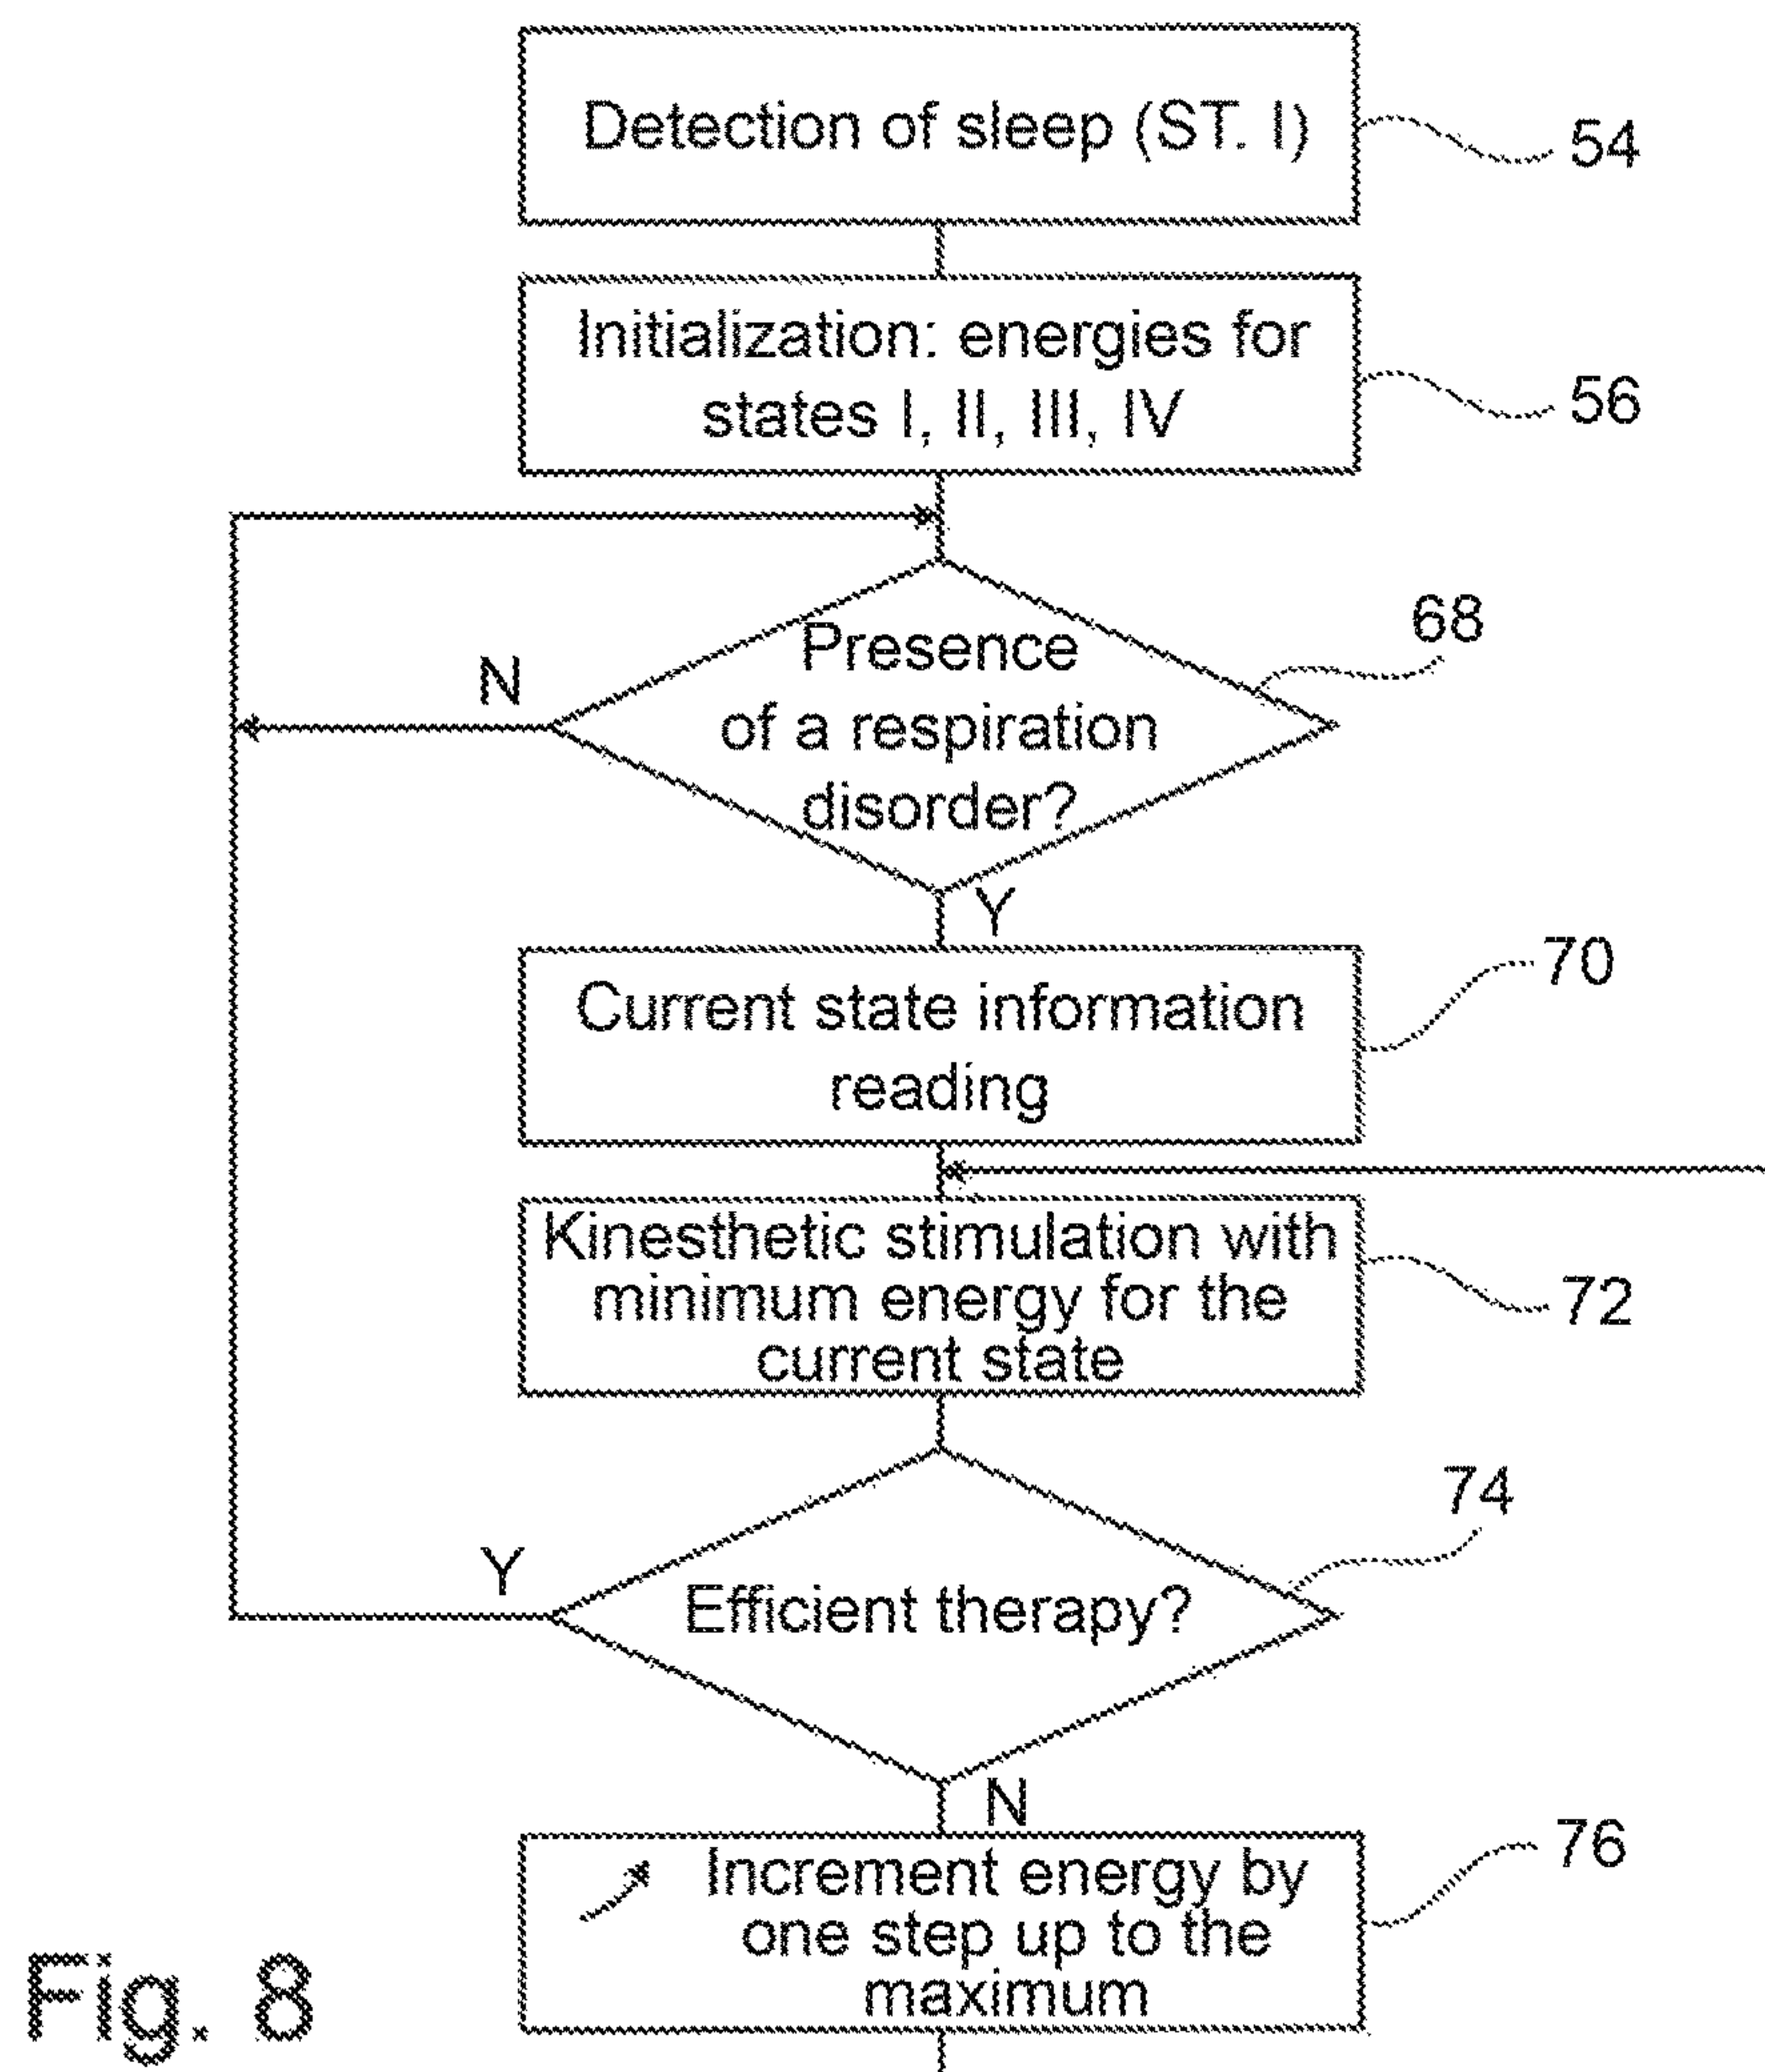 Detection of sleep (ST. I)
54
Initialization: energies for
states I, II, III, IV
56
Presence
of a respiration
disorder?
68
N
Y
Current state information
reading
70
Kinesthetic stimulation with
minimum energy for the
current state
72
Efficient therapy?
74
Y
N
Increment energy by
one step up to the
maximum
76
Fig. 8